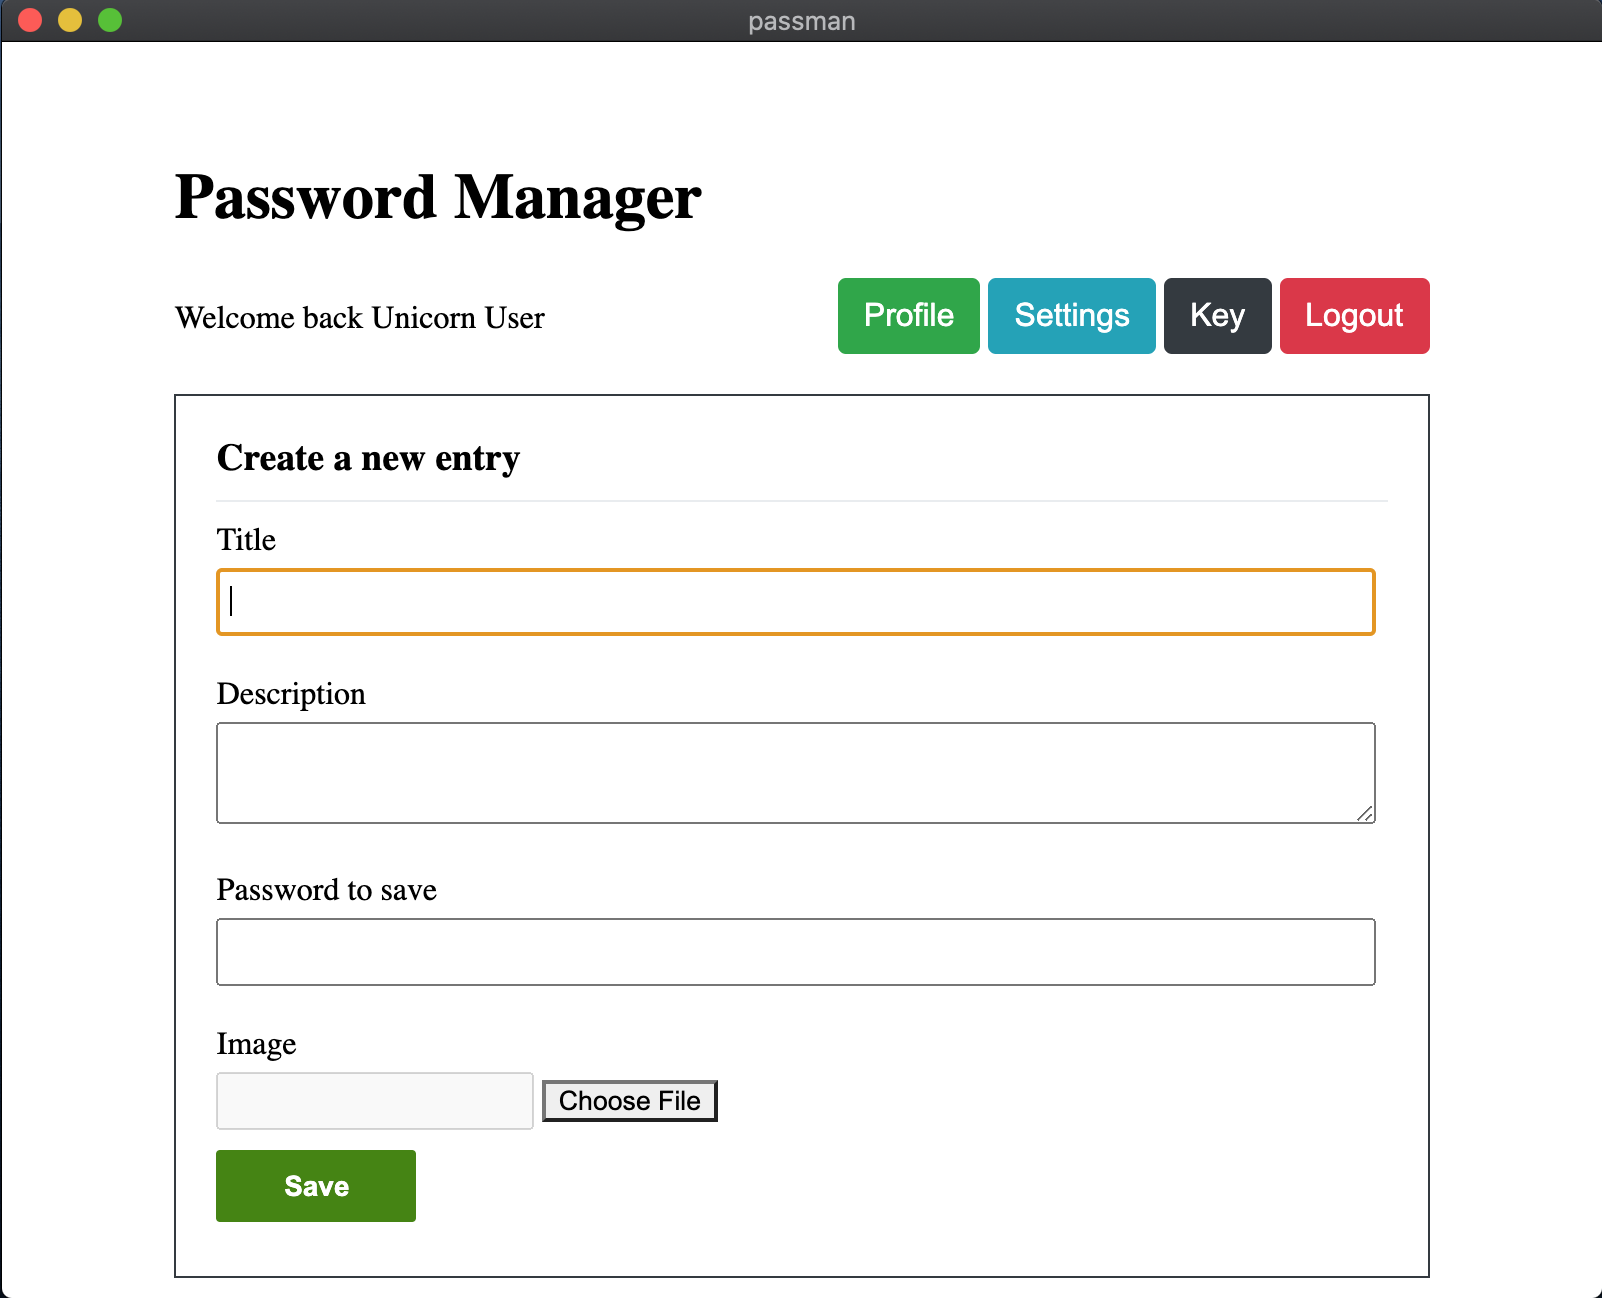 passman
Password Manager
Welcome back Unicorn User
Profile Settings Key Logout
Create a new entry
Title
Description
Password to save
Image
Choose File
Save